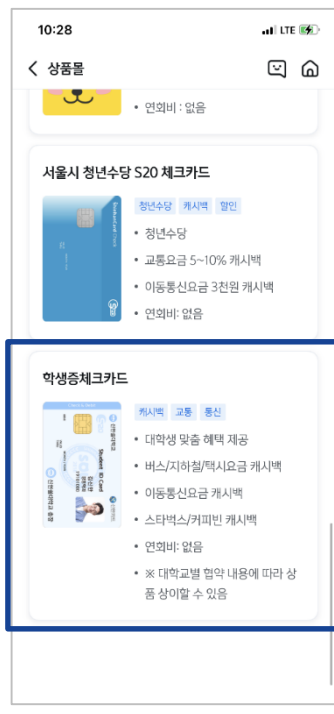 10:28
LTE
상품몰
• 연회비 : 없음
서울시 청년수당 S20 체크카드
청년수당 캐시백 할인
• 청년수당
• 교통요금 5~10% 캐시백
• 이동통신요금 3천원 캐시백
• 연회비: 없음
학생증체크카드
캐시백 교통 통신
• 대학생 맞춤 혜택 제공
• 버스/지하철/택시요금 캐시백
• 이동통신요금 캐시백
• 스타벅스/커피빈 캐시백
• 연회비: 없음
• ※ 대학교별 협약 내용에 따라 상
품 상이할 수 있음
Student ID Card